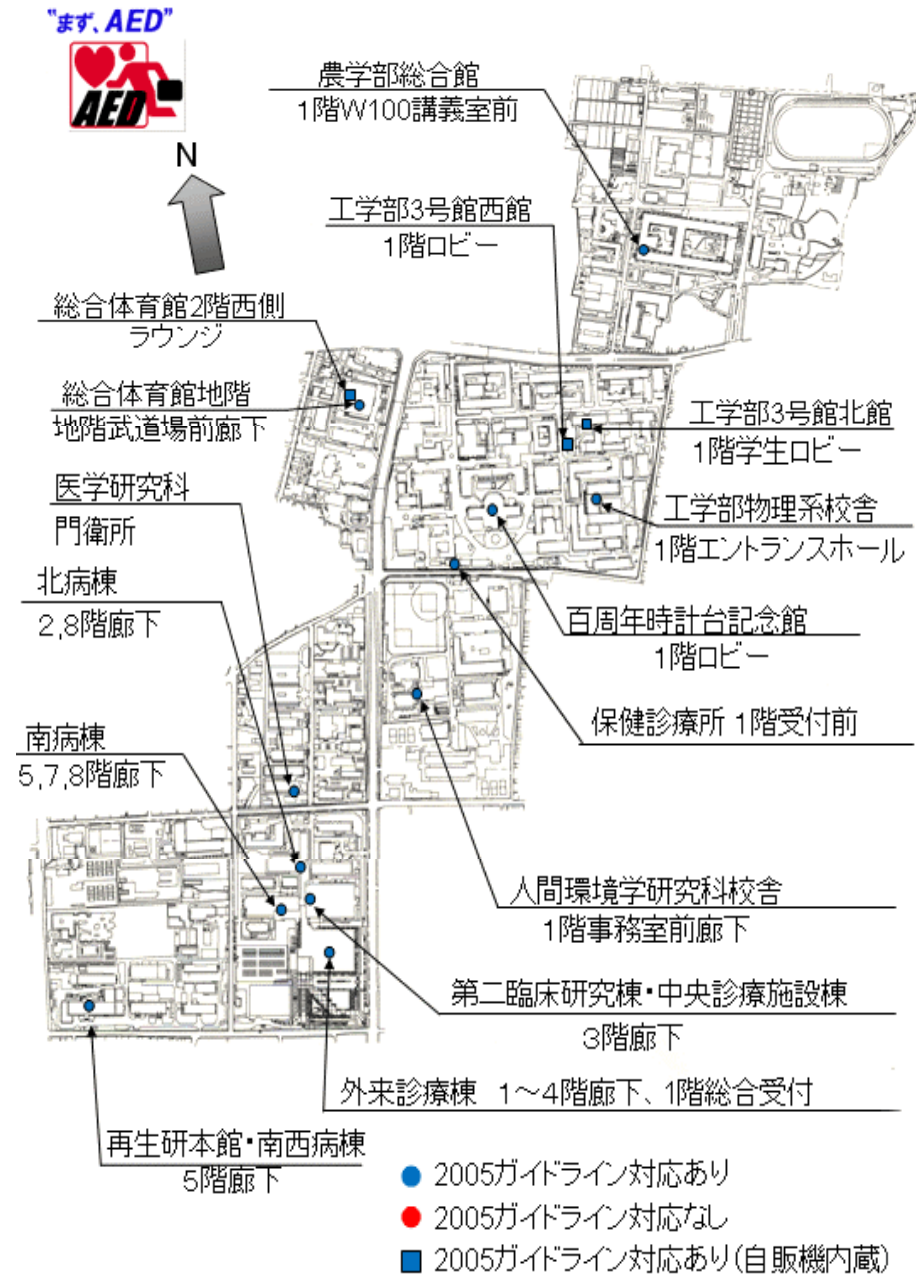 "まず、AED"
AED
N
農学部総合館
1階W100講義室前
工学部3号館西館
1階ロビー
総合体育館2階西側
ラウンジ
総合体育館地階
地階武道場前廊下
工学部3号館北館
1階学生ロビー
医学研究科
門衛所
工学部物理系校舎
1階エントランスホール
北病棟
2,8階廊下
百周年時計台記念館
1階ロビー
保健診療所 1階受付前
南病棟
5,7,8階廊下
人間環境学研究科校舎
1階事務室前廊下
第二臨床研究棟・中央診療施設棟
3階廊下
外来診療棟 1～4階廊下、1階総合受付
再生研本館・南西病棟
5階廊下
● 2005ガイドライン対応あり
● 2005ガイドライン対応なし
■ 2005ガイドライン対応あり(自販機内蔵)